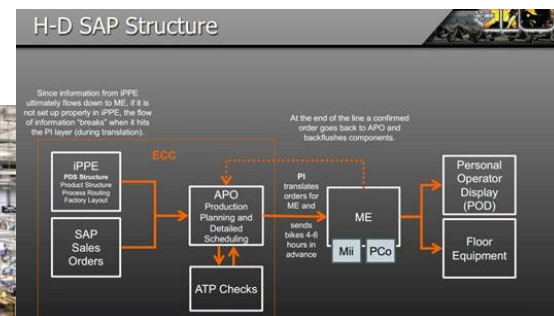 H-D SAP Structure
Since information from iPPE
ultimately flows down to ME, if it is
not set up properly in iPPE, the flow
of information "breaks" when it hits
the PI layer (during translation).
At the end of the line a confirmed
order goes back to APO and
backflushes components.
ECC
iPPE
PDS Structure
Product Structure
Process Routing
Factory Layout
SAP
Sales
Orders
APO
Production
Planning and
Detailed
Scheduling
ATP Checks
PI
translates
orders for
ME and
sends
bikes 4-6
hours in
advance
ME
Mii
PCo
Personal
Operator
Display
(POD)
Floor
Equipment